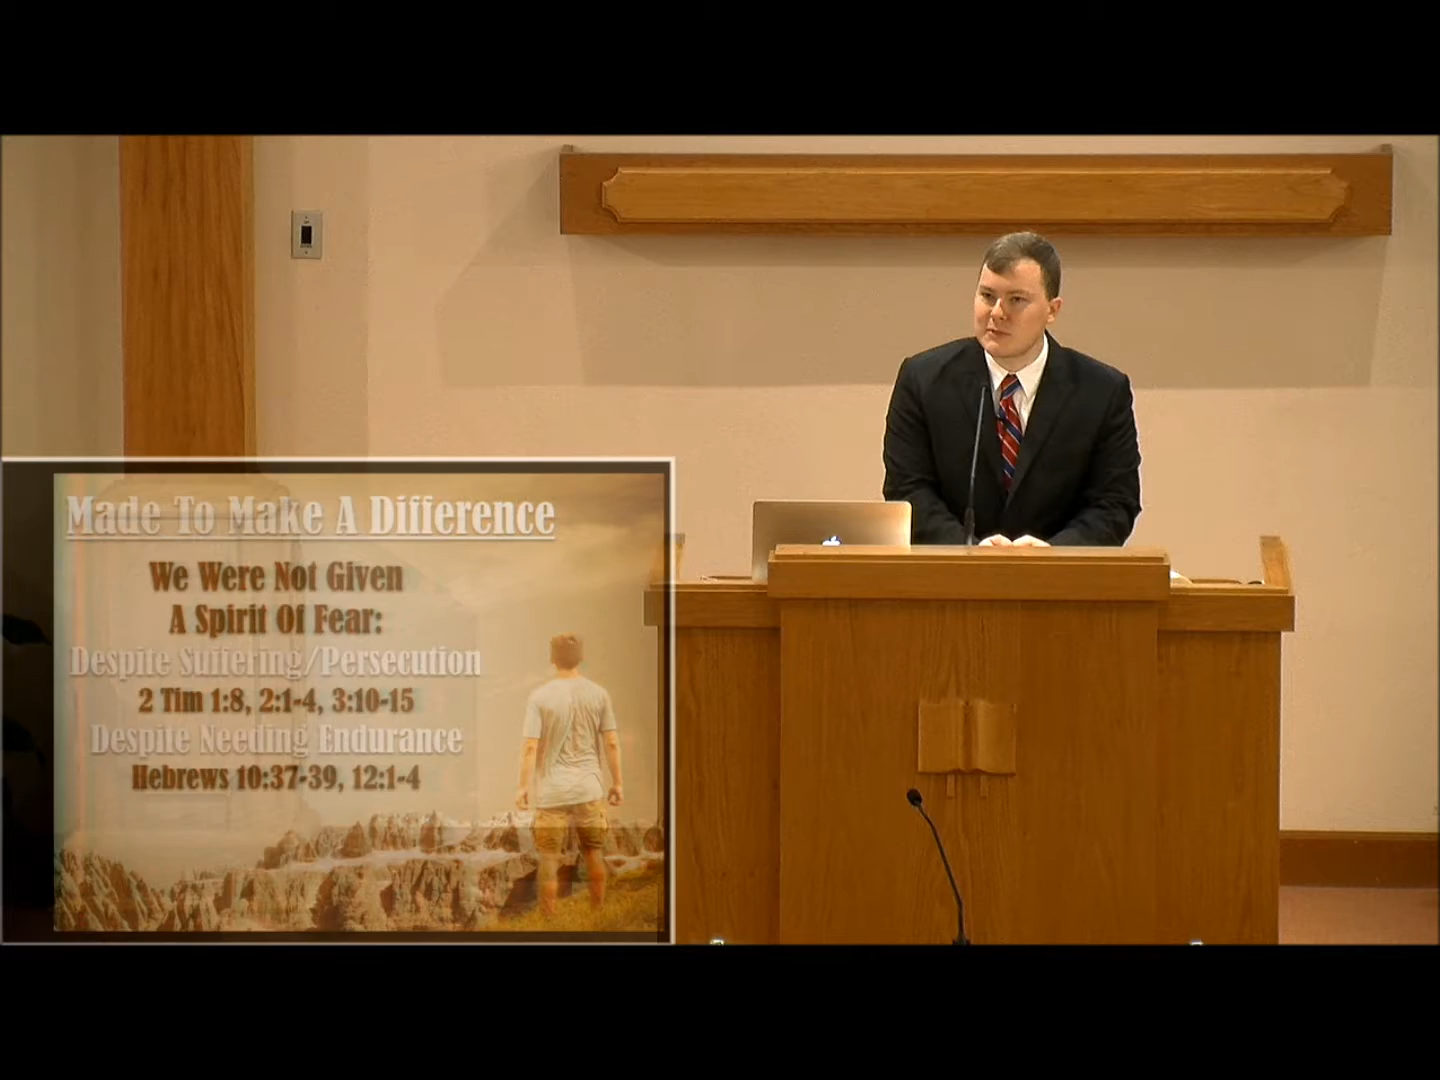 Made To Make A Difference
We Were Not Given
A Spirit Of Fear:
Despite Suffering/Persecution
2 Tim 1:8, 2:1-4, 3:10-15
Despite Needing Endurance
Hebrews 10:37-39, 12:1-4